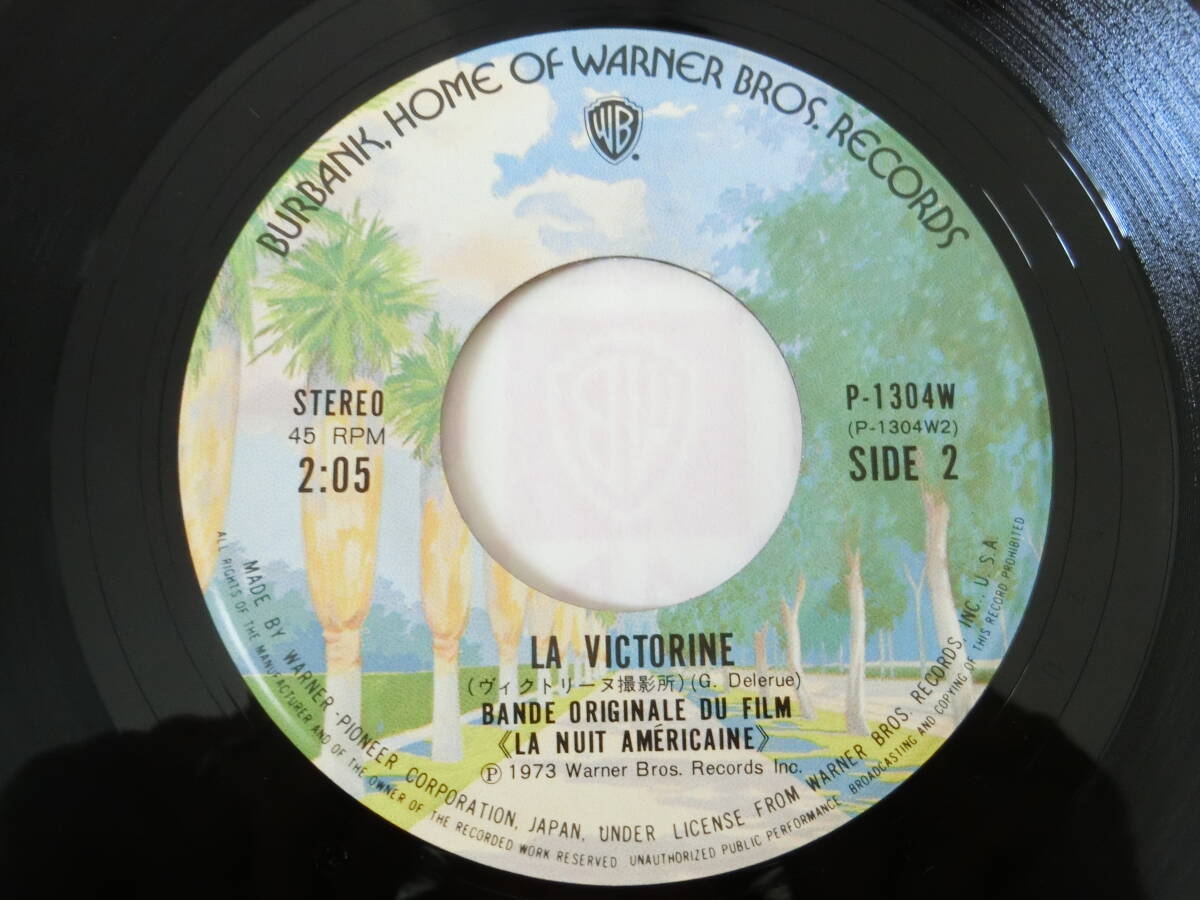 BURBANK, HOME OF WARNER BROS. RECORDS
WB
STEREO
45 RPM
2:05
P-1304W
(P-1304W2)
SIDE 2
LA VICTORINE
(ヴィクトリーヌ撮影所) (G. Delerue)
BANDE ORIGINALE DU FILM
《LA NUIT AMÉRICAINE》
Ⓟ 1973 Warner Bros. Records Inc.
MADE BY WARNER-PIONEER CORPORATION, JAPAN, UNDER LICENSE FROM WARNER BROS. RECORDS, INC., U.S.A.
ALL RIGHTS OF THE MANUFACTURER AND OF THE OWNER OF THE RECORDED WORK RESERVED UNAUTHORIZED PUBLIC PERFORMANCE BROADCASTING AND COPYING OF THIS RECORD PROHIBITED